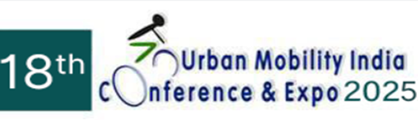 18th
Urban Mobility India
Conference & Expo 2025